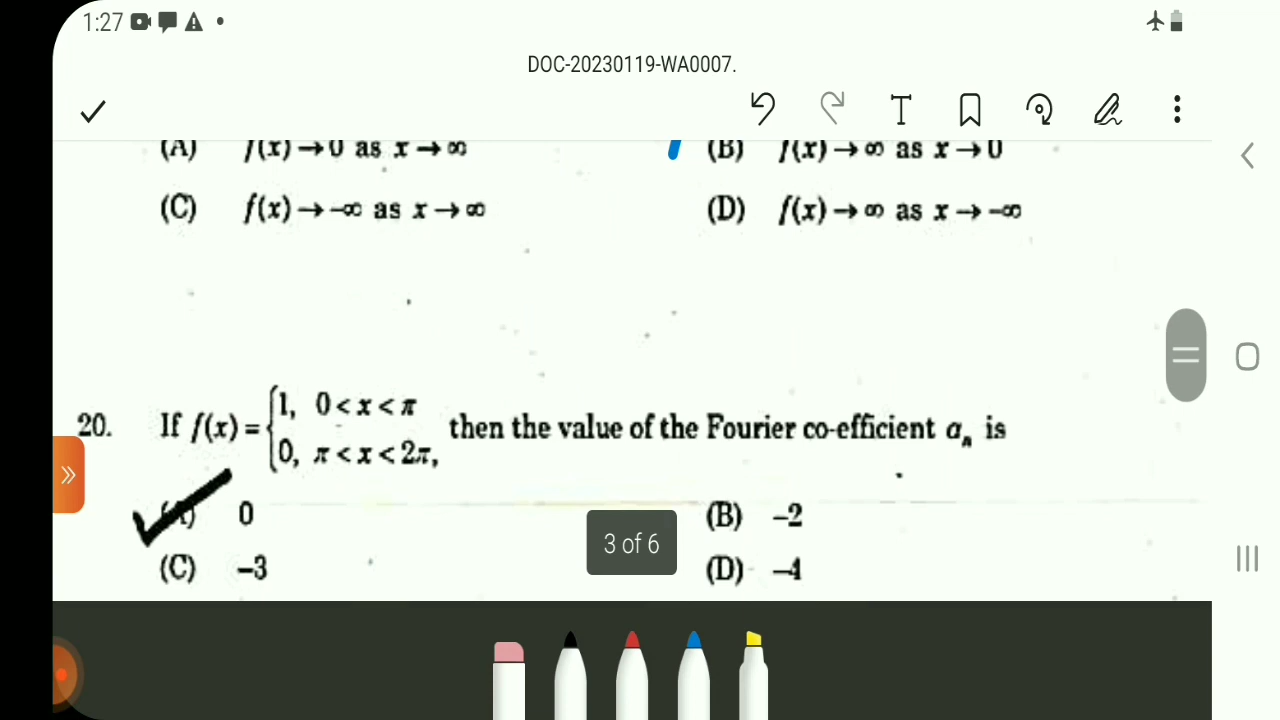 1:27
DOC-20230119-WA0007.
(A) f(x) → 0 as x → ∞ (B) f(x) → ∞ as x → 0
(C) f(x) → -∞ as x → ∞ (D) f(x) → ∞ as x → -∞
20. If f(x) = {1, 0 < x < π
0, π < x < 2π, then the value of the Fourier co-efficient aₙ is
(A) 0 (B) -2
(C) -3 (D) -4
3 of 6